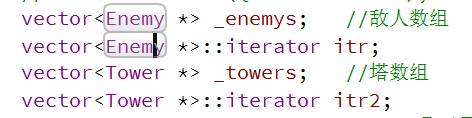 vector<Enemy *> _enemys;    //敌人数组
vector<Enemy *>::iterator itr;
vector<Tower *> _towers;    //塔数组
vector<Tower *>::iterator itr2;